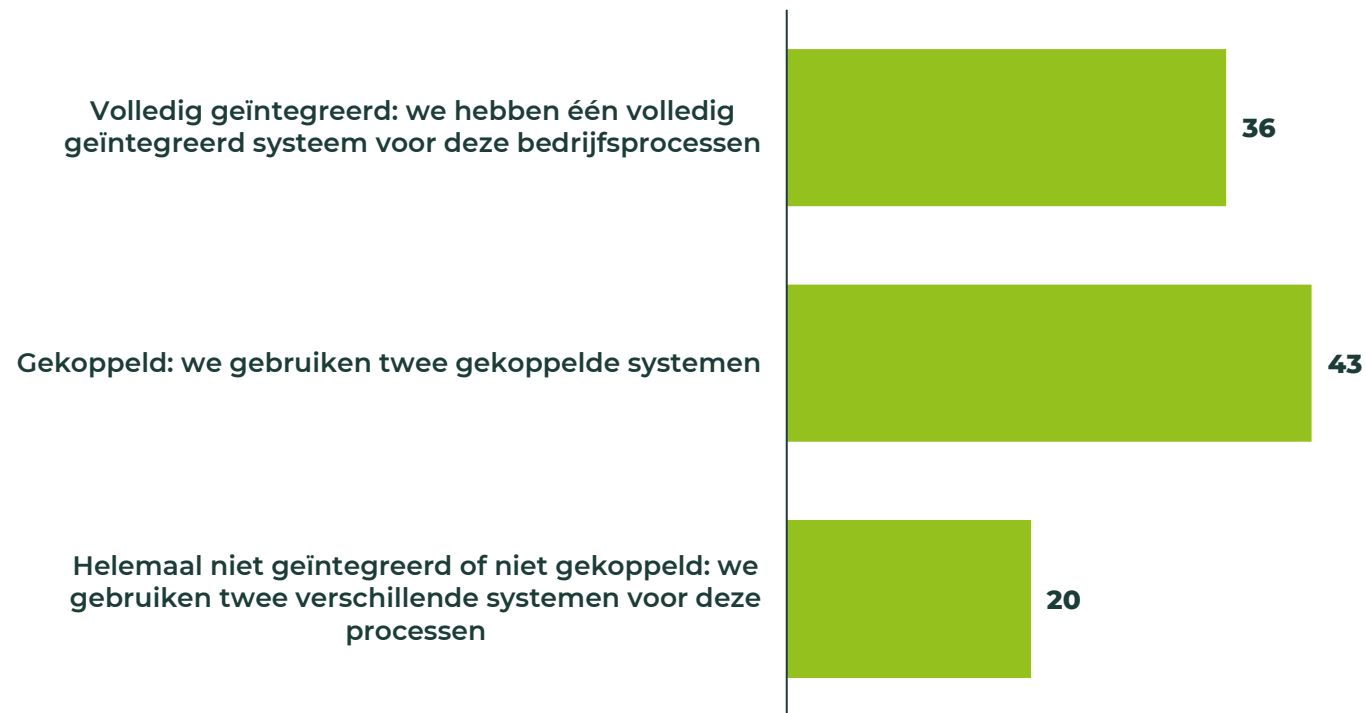 Volledig geïntegreerd: we hebben één volledig
geïntegreerd systeem voor deze bedrijfsprocessen
36
Gekoppeld: we gebruiken twee gekoppelde systemen
43
Helemaal niet geïntegreerd of niet gekoppeld: we
gebruiken twee verschillende systemen voor deze
processen
20